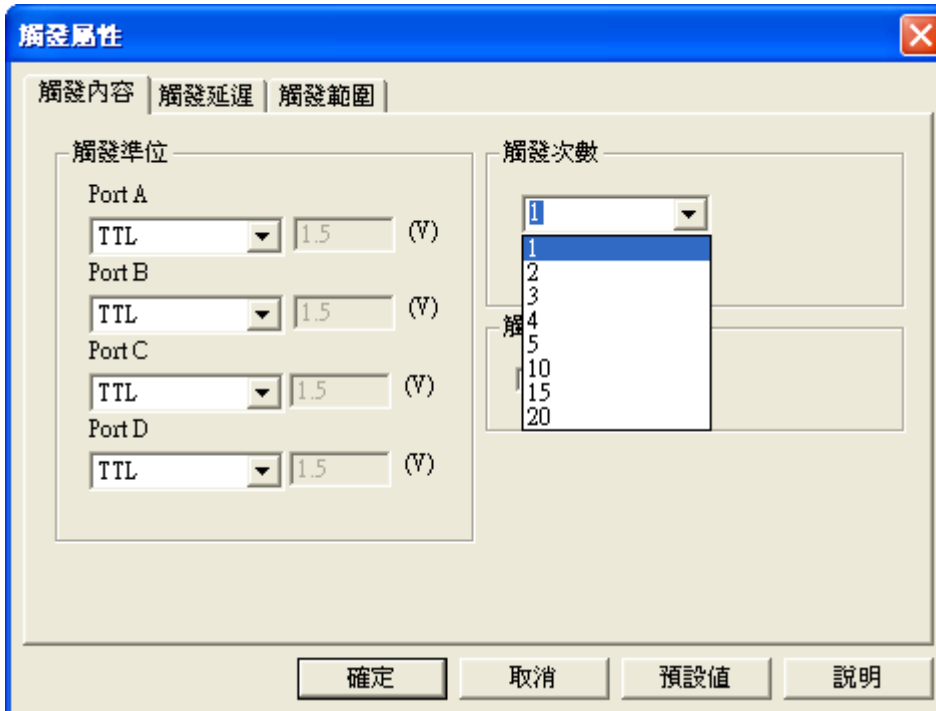 觸發屬性
觸發內容 觸發延遲 觸發範圍
觸發準位
Port A
TTL 1.5 (V)
Port B
TTL 1.5 (V)
Port C
TTL 1.5 (V)
Port D
TTL 1.5 (V)
觸發次數
1
1
2
3
4
5
10
15
20
觸
確定 取消 預設值 說明